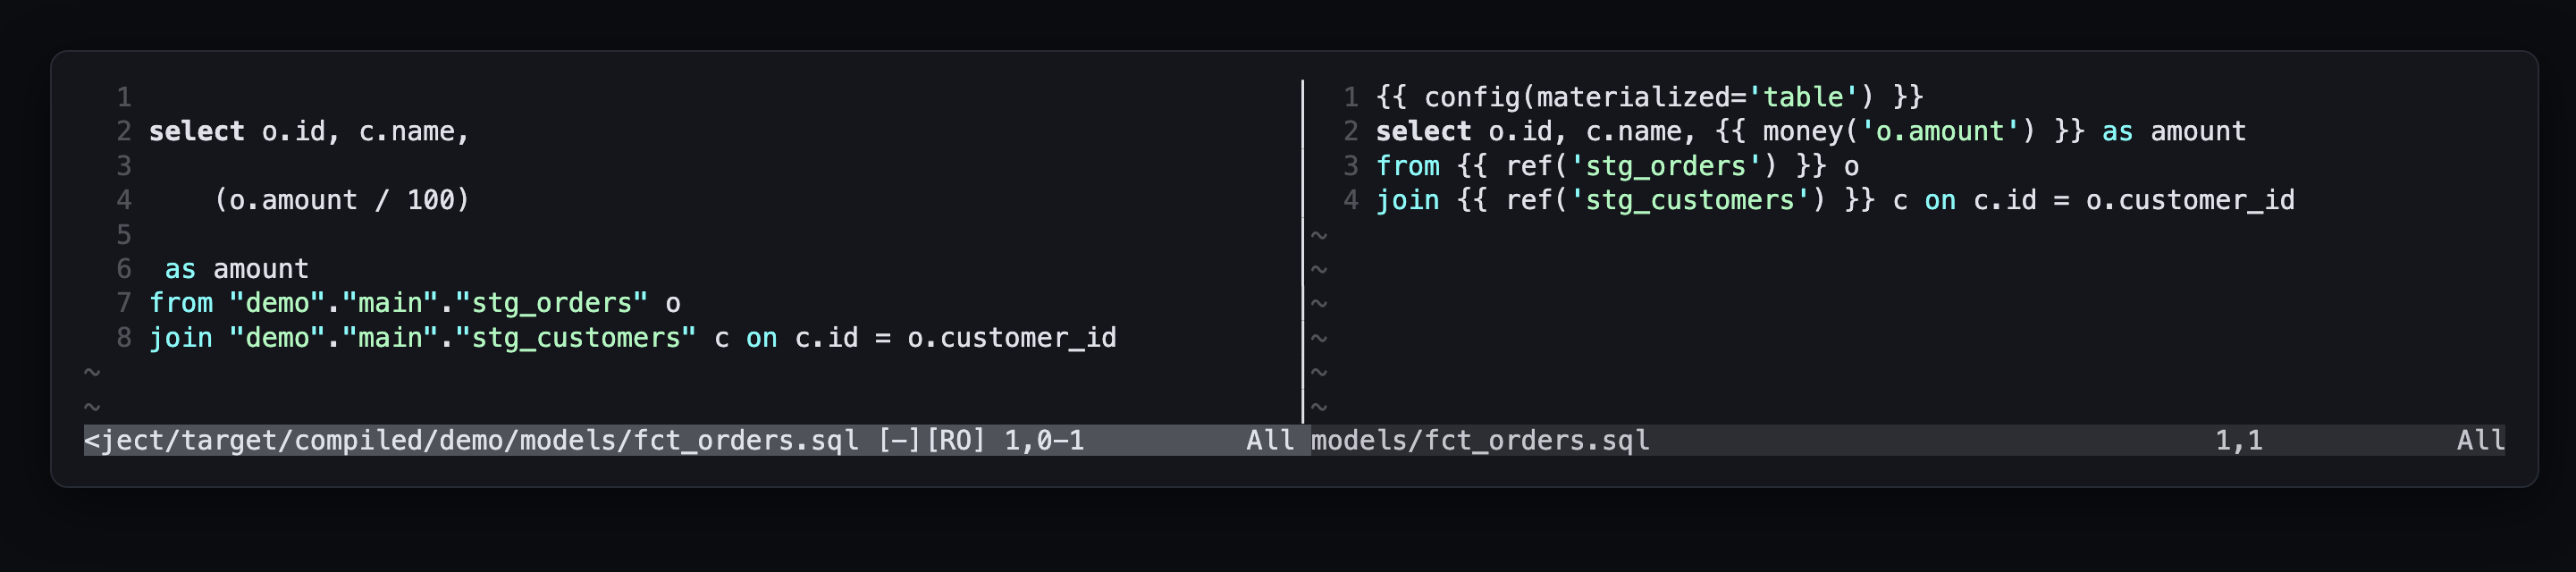 1
2 select o.id, c.name,
3
4     (o.amount / 100)
5
6  as amount
7 from "demo"."main"."stg_orders" o
8 join "demo"."main"."stg_customers" c on c.id = o.customer_id
~
~
<ject/target/compiled/demo/models/fct_orders.sql [-][RO] 1,0-1 All
1 {{ config(materialized='table') }}
2 select o.id, c.name, {{ money('o.amount') }} as amount
3 from {{ ref('stg_orders') }} o
4 join {{ ref('stg_customers') }} c on c.id = o.customer_id
~
~
~
~
~
~
models/fct_orders.sql 1,1 All